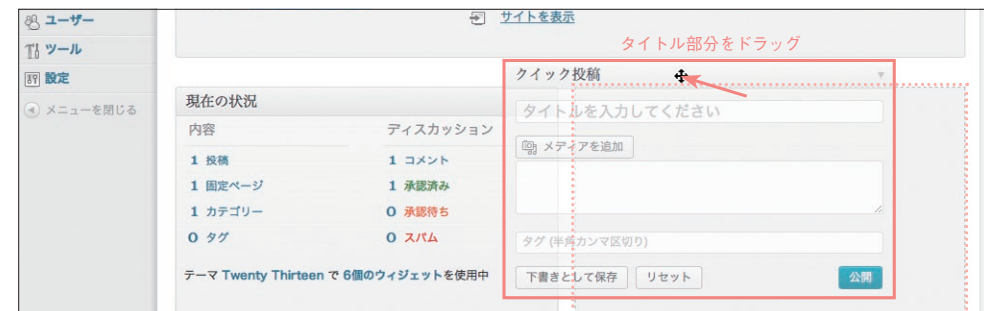 ユーザー
ツール
設定
メニューを閉じる
サイトを表示
タイトル部分をドラッグ
現在の状況
内容
ディスカッション
1 投稿
1 コメント
1 固定ページ
1 承認済み
1 カテゴリー
0 承認待ち
0 タグ
0 スパム
テーマ Twenty Thirteen で 6個のウィジェットを使用中
クイック投稿
タイトルを入力してください
メディアを追加
タグ (半角カンマ区切り)
下書きとして保存
リセット
公開